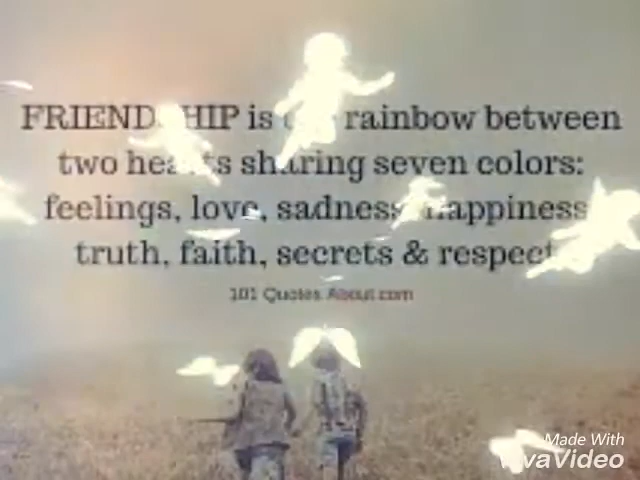 FRIENDSHIP is rainbow between
two hearts sharing seven colors:
feelings, love, sadness, happiness
truth, faith, secrets & respect
101 Quotes About.com
Made With
VivaVideo